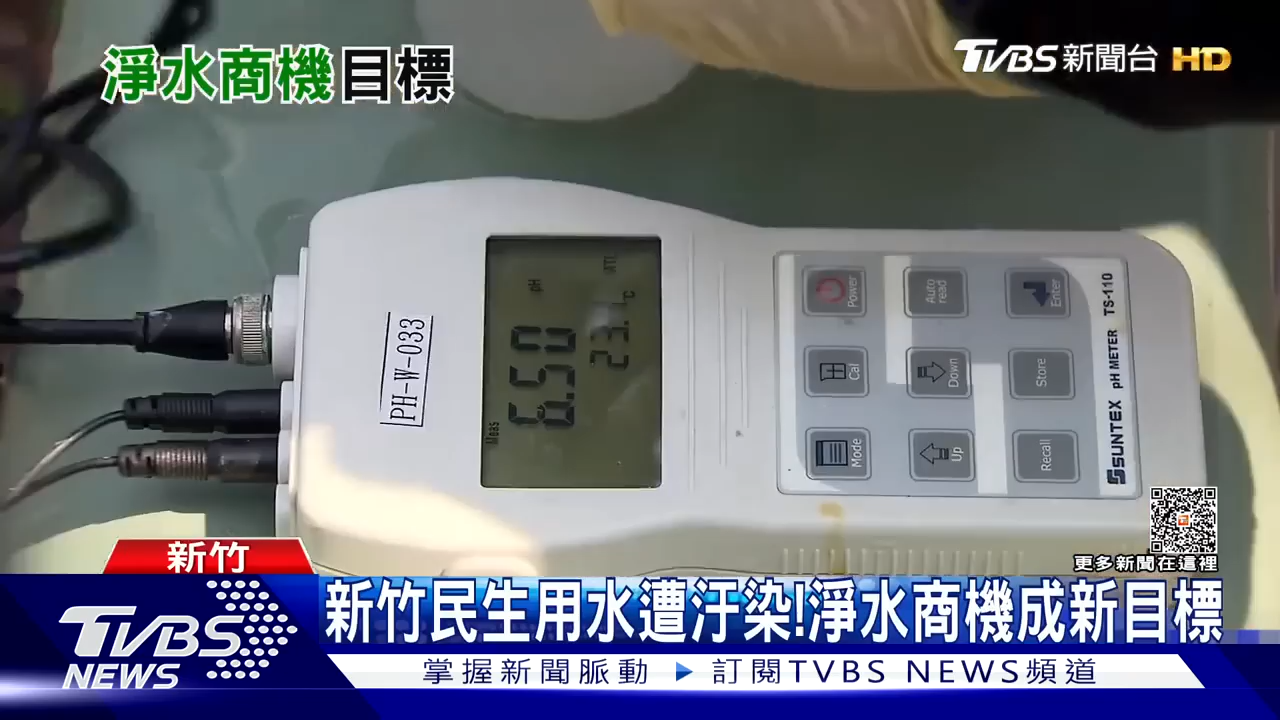 淨水商機目標
TVBS新聞台 HD
PH-W-033
pH
ATC
6.50
23.1°C
Meas
Power
Auto read
Enter
Cal
Down
Store
Mode
Up
Recall
SUNTEX pH METER TS-110
更多新聞在這裡
新竹
TVBS NEWS
新竹民生用水遭汙染!淨水商機成新目標
掌握新聞脈動 訂閱TVBS NEWS頻道